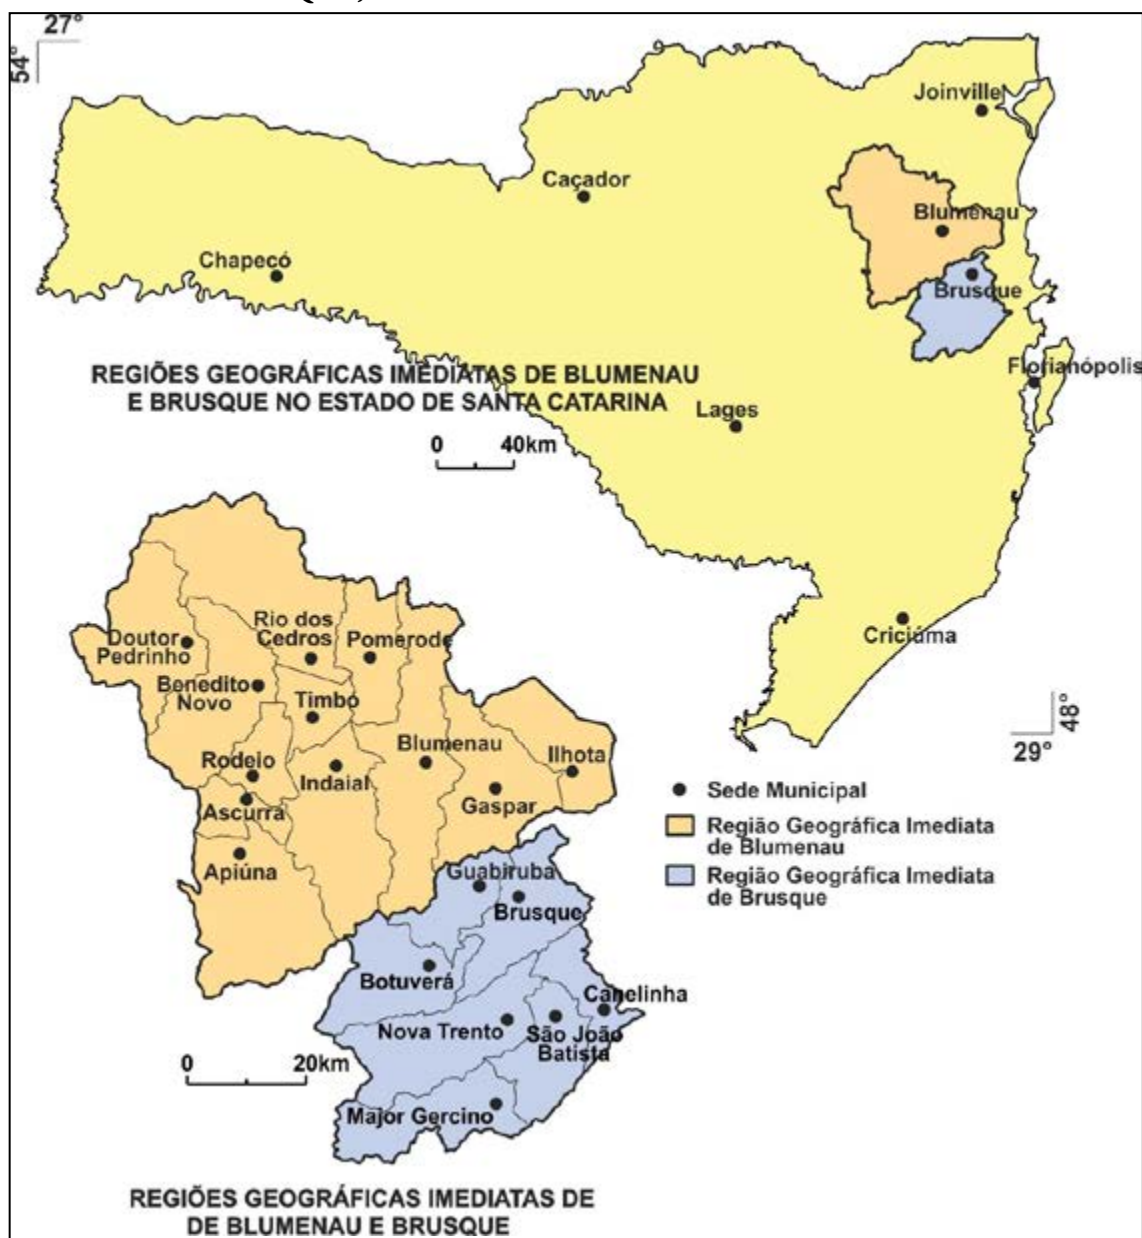 27°
54°
Joinville
Caçador
Blumenau
Chapecó
Brusque
Florianópolis
REGIÕES GEOGRÁFICAS IMEDIATAS DE BLUMENAU
E BRUSQUE NO ESTADO DE SANTA CATARINA
Lages
0 40km
Criciúma
48°
29°
Rio dos
Cedros
Doutor
Pedrinho
Pomerode
Benedito
Novo
Timbó
Blumenau
Ilhota
Rodeio
Indaial
Gaspar
Ascurra
Apiúna
Sede Municipal
Região Geográfica Imediata
de Blumenau
Região Geográfica Imediata
de Brusque
Guabiruba
Brusque
Botuverá
Canelinha
Nova Trento
São João
Batista
0 20km
Major Gercino
REGIÕES GEOGRÁFICAS IMEDIATAS DE
DE BLUMENAU E BRUSQUE